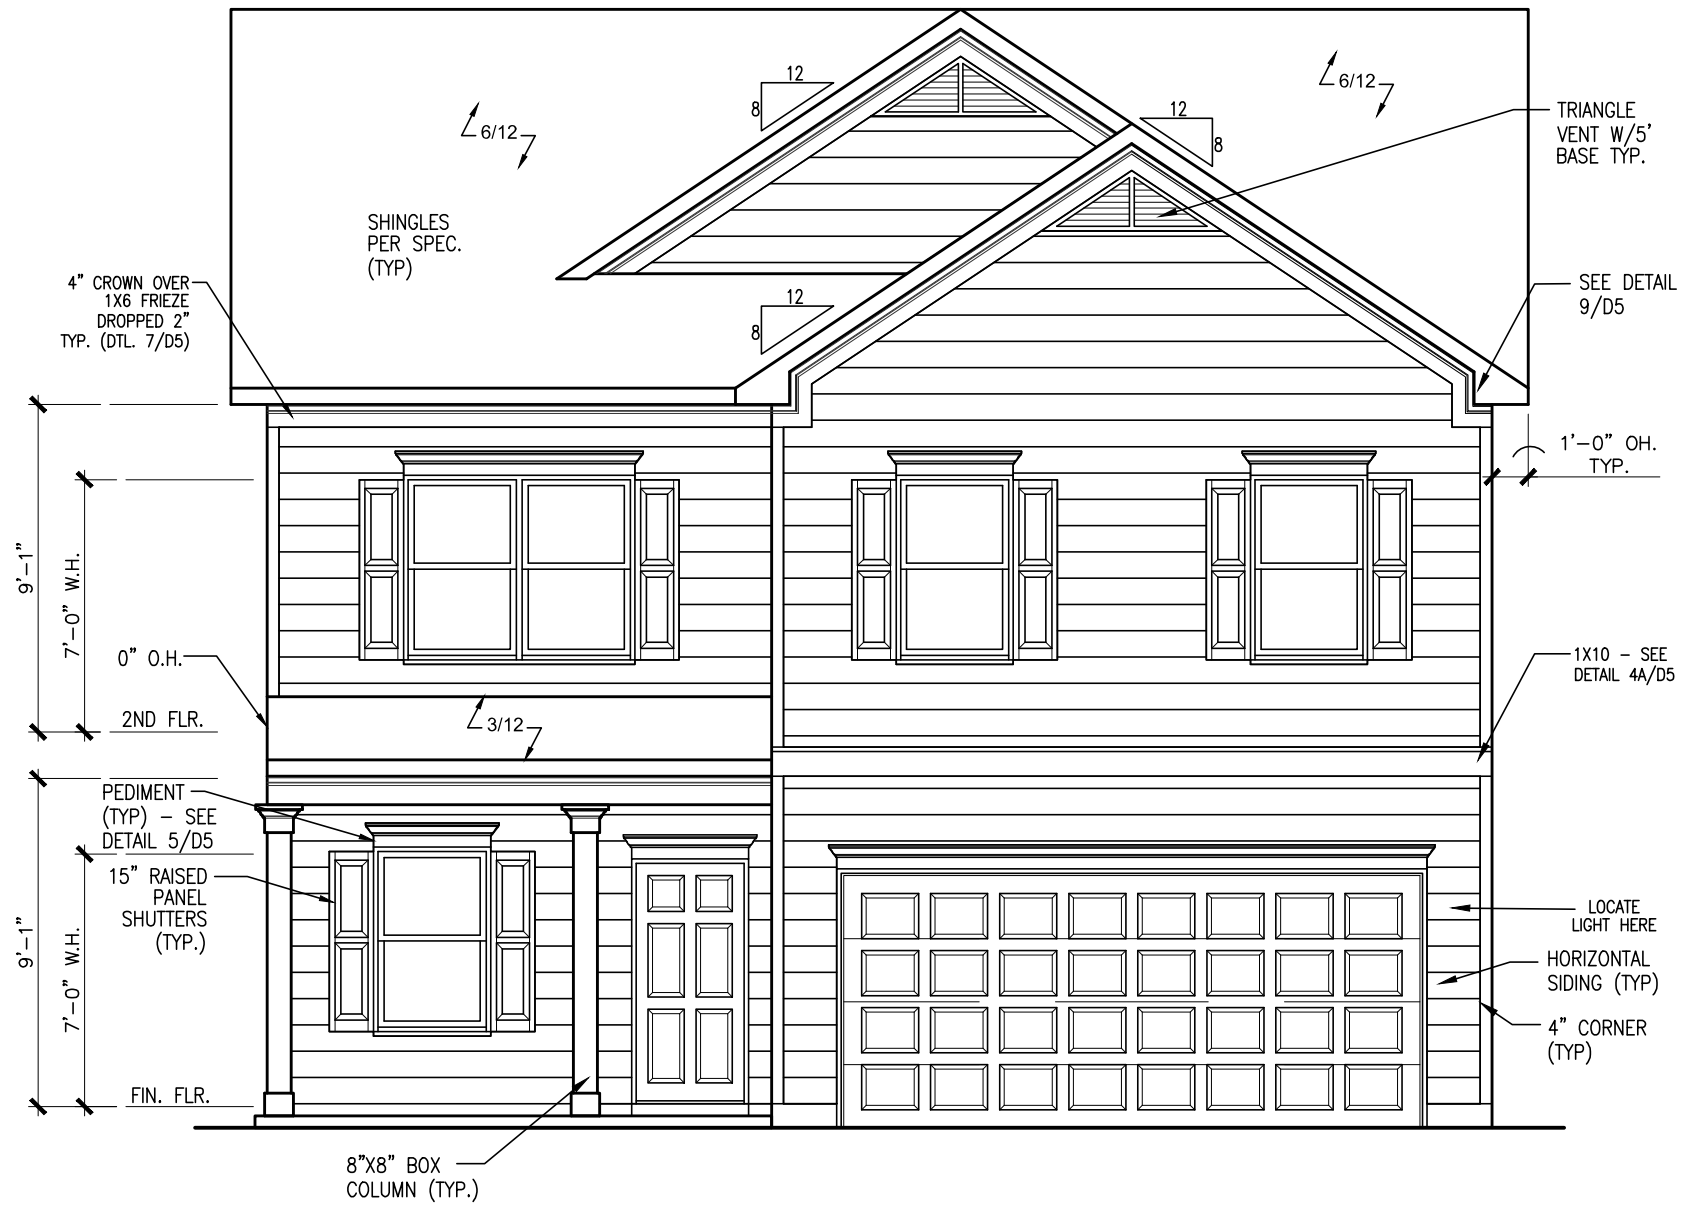 12
8
6/12
12
8
6/12
TRIANGLE
VENT W/5'
BASE TYP.
SHINGLES
PER SPEC.
(TYP)
4" CROWN OVER
1X6 FRIEZE
DROPPED 2"
TYP. (DTL. 7/D5)
12
8
SEE DETAIL
9/D5
1'-0" OH.
TYP.
9'-1"
7'-0" W.H.
0" O.H.
1X10 - SEE
DETAIL 4A/D5
2ND FLR.
3/12
PEDIMENT
(TYP) - SEE
DETAIL 5/D5
15" RAISED
PANEL
SHUTTERS
(TYP.)
9'-1"
7'-0" W.H.
LOCATE
LIGHT HERE
HORIZONTAL
SIDING (TYP)
4" CORNER
(TYP)
FIN. FLR.
8"X8" BOX
COLUMN (TYP.)